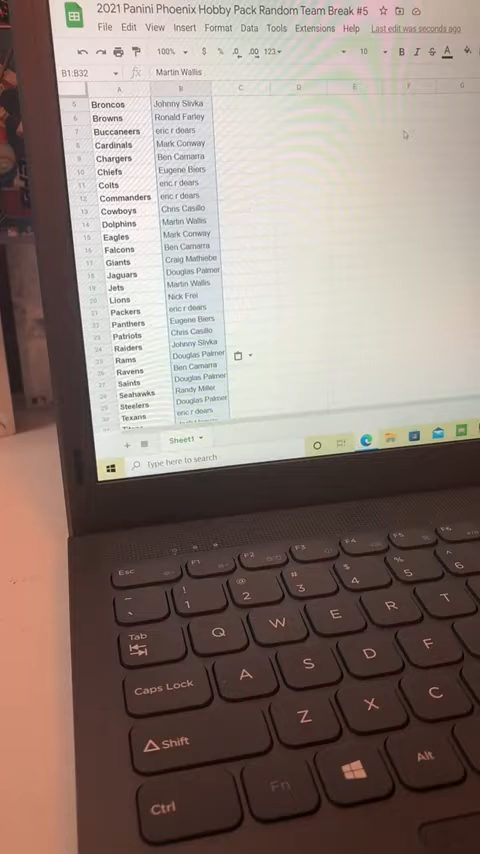 2021 Panini Phoenix Hobby Pack Random Team Break #5
File Edit View Insert Format Data Tools Extensions Help Last edit was seconds ago
100% $ % .0 .00 123 10 B I S A
B1:B32 fx Martin Wallis
A B C D E F G
5 Broncos Johnny Slivka
6 Browns Ronald Farley
7 Buccaneers eric r dears
8 Cardinals Mark Conway
9 Chargers Ben Camarra
10 Chiefs Eugene Biers
11 Colts eric r dears
12 Commanders eric r dears
13 Cowboys Chris Casillo
14 Dolphins Martin Wallis
15 Eagles Mark Conway
16 Falcons Ben Camarra
17 Giants Craig Mathiebe
18 Jaguars Douglas Palmer
19 Jets Martin Wallis
20 Lions Nick Frei
21 Packers eric r dears
22 Panthers Eugene Biers
23 Patriots Chris Casillo
24 Raiders Johnny Slivka
25 Rams Douglas Palmer
26 Ravens Ben Camarra
27 Saints Douglas Palmer
28 Seahawks Randy Miller
29 Steelers Douglas Palmer
30 Texans eric r dears
Sheet1
Type here to search
Esc F1 F2 F3 F4 F5 F6
! @ # $ % ^
1 2 3 4 5 6
Tab Q W E R T
Caps Lock A S D F
Shift Z X C
Ctrl Fn Alt